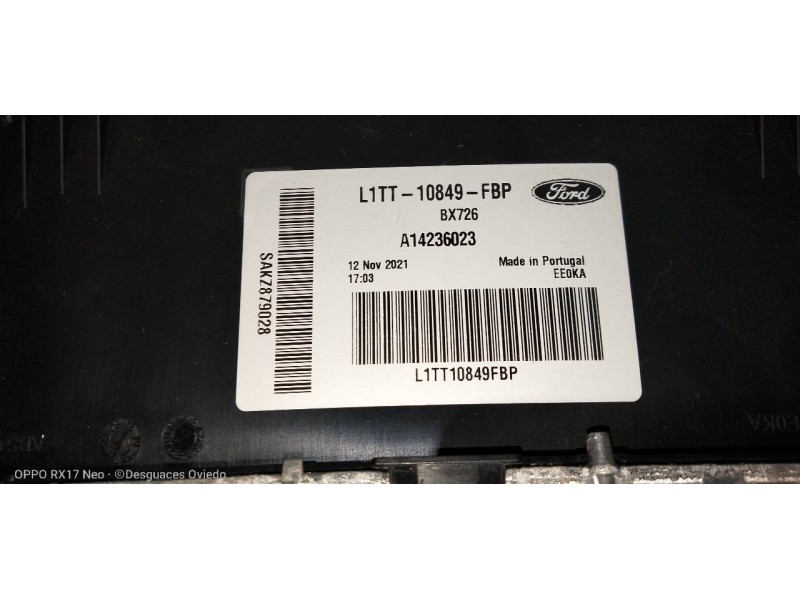 L1TT-10849-FBP
Ford
BX726
A14236023
12 Nov 2021
Made in Portugal
17:03
EE0KA
SAKZ879028
L1TT10849FBP
EE0KA
OPPO RX17 Neo · ©Desguaces Oviedo